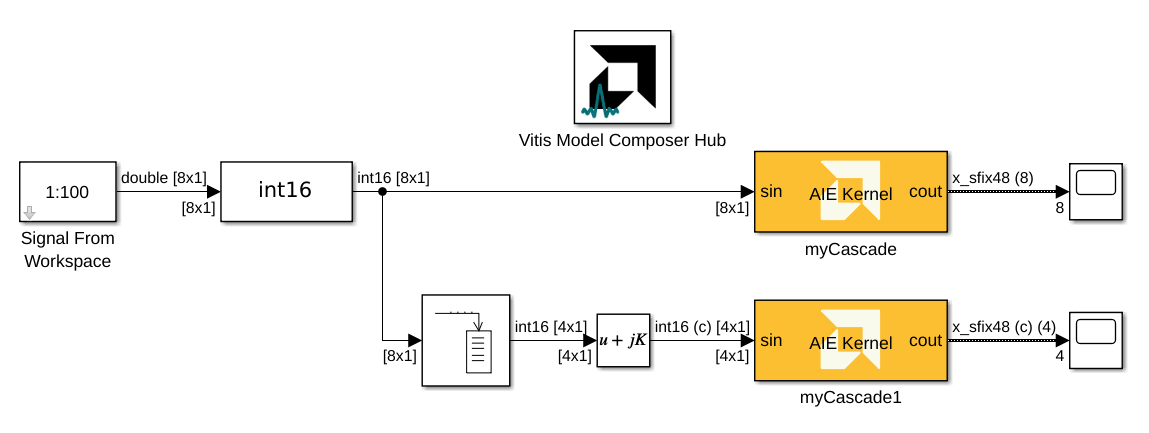 Vitis Model Composer Hub
1:100
Signal From
Workspace
double [8x1]
[8x1]
int16
int16 [8x1]
[8x1]
sin
AIE Kernel
cout
myCascade
x_sfix48 (8)
8
[8x1]
int16 [4x1]
[4x1]
u + jK
int16 (c) [4x1]
[4x1]
sin
AIE Kernel
cout
myCascade1
x_sfix48 (c) (4)
4